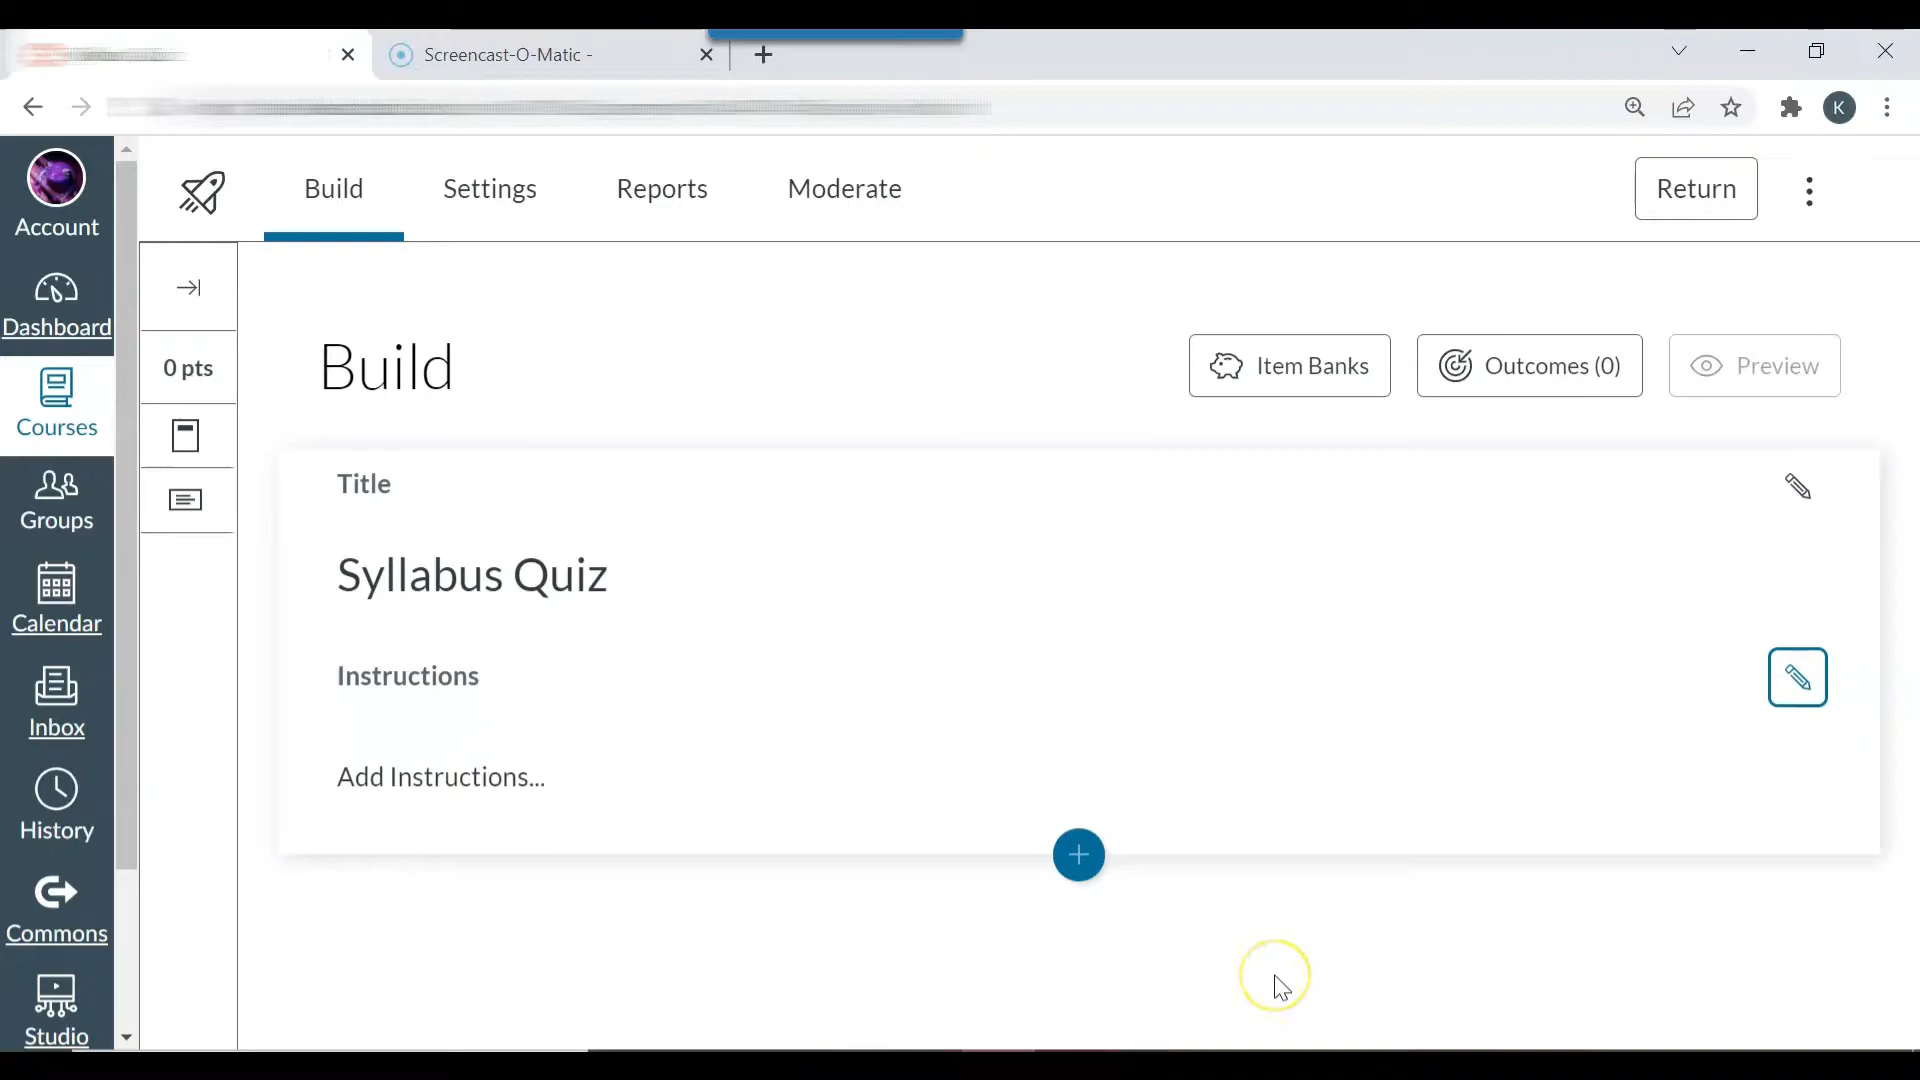 Screencast-O-Matic -
K
Account
Dashboard
Courses
Groups
Calendar
Inbox
History
Commons
Studio
Build
Settings
Reports
Moderate
Return
0 pts
Build
Item Banks
Outcomes (0)
Preview
Title
Syllabus Quiz
Instructions
Add Instructions...